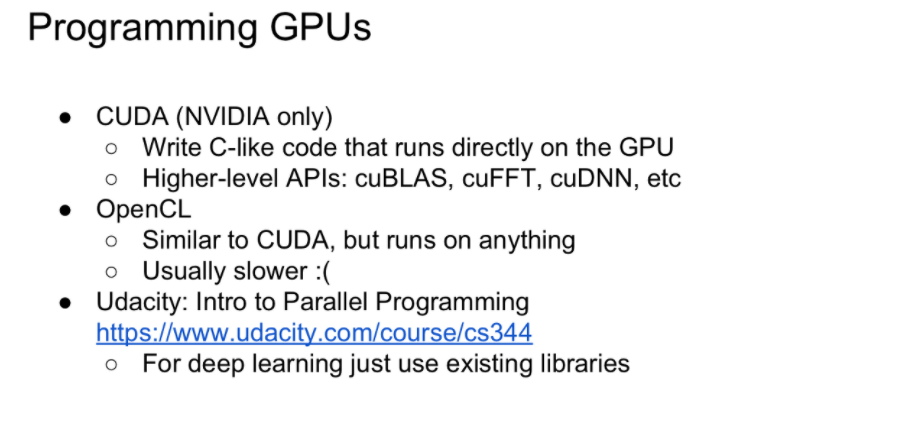 Programming GPUs
● CUDA (NVIDIA only)
○ Write C-like code that runs directly on the GPU
○ Higher-level APIs: cuBLAS, cuFFT, cuDNN, etc
● OpenCL
○ Similar to CUDA, but runs on anything
○ Usually slower :(
● Udacity: Intro to Parallel Programming
https://www.udacity.com/course/cs344
○ For deep learning just use existing libraries